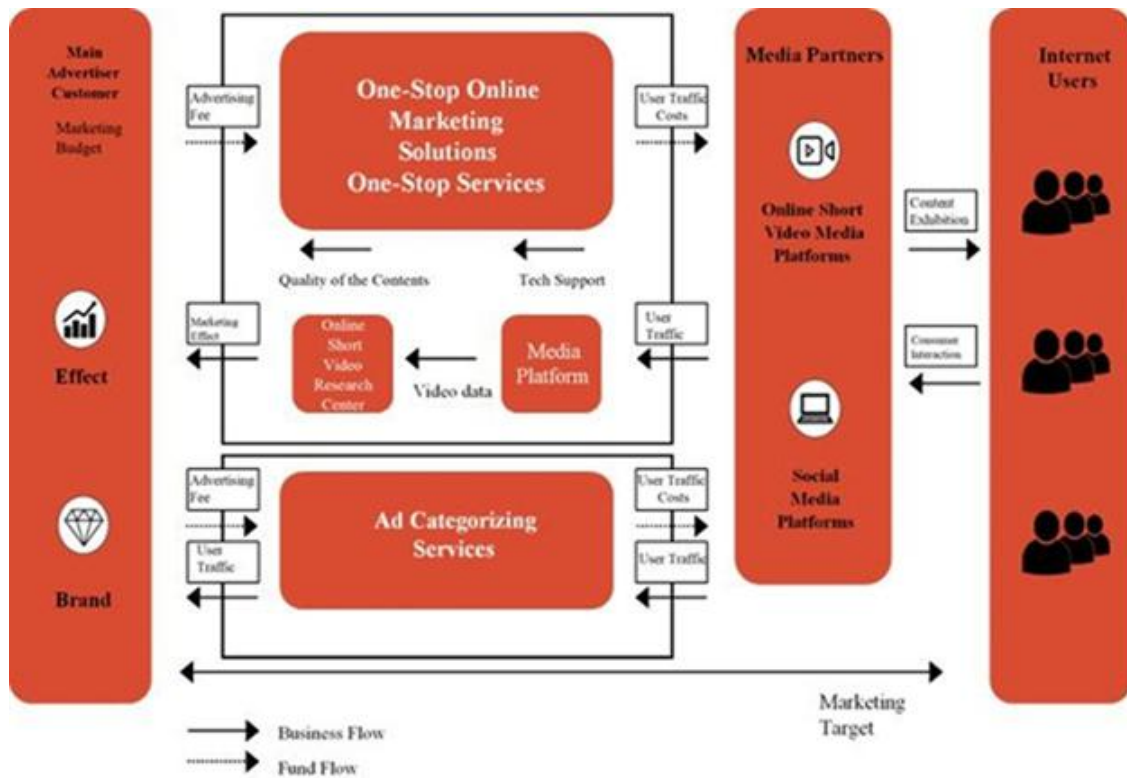 Main
Advertiser
Customer
Marketing
Budget
Effect
Brand
Advertising
Fee
One-Stop Online
Marketing
Solutions
One-Stop Services
User Traffic
Costs
Quality of the Contents
Tech Support
Marketing
Effect
Online
Short
Video
Research
Center
Video data
Media
Platform
User
Traffic
Advertising
Fee
User
Traffic
Ad Categorizing
Services
User Traffic
Costs
User Traffic
Media Partners
Online Short
Video Media
Platforms
Social
Media
Platforms
Content
Exhibition
Consumer
Interaction
Internet
Users
Marketing
Target
Business Flow
Fund Flow